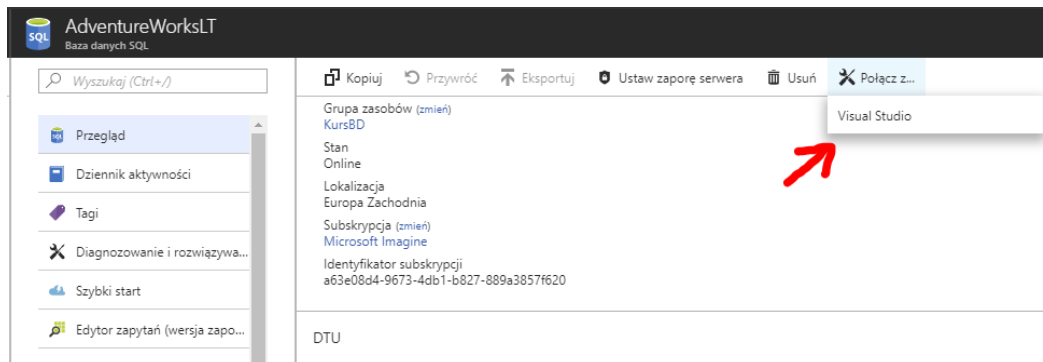 SQL
AdventureWorksLT
Baza danych SQL
Wyszukaj (Ctrl+/)
Przegląd
Dziennik aktywności
Tagi
Diagnozowanie i rozwiązywa...
Szybki start
Edytor zapytań (wersja zapo...
Kopiuj Przywróć Eksportuj Ustaw zaporę serwera Usuń Połącz z...
Visual Studio
Grupa zasobów (zmień)
KursBD
Stan
Online
Lokalizacja
Europa Zachodnia
Subskrypcja (zmień)
Microsoft Imagine
Identyfikator subskrypcji
a63e08d4-9673-4db1-b827-889a3857f620
DTU